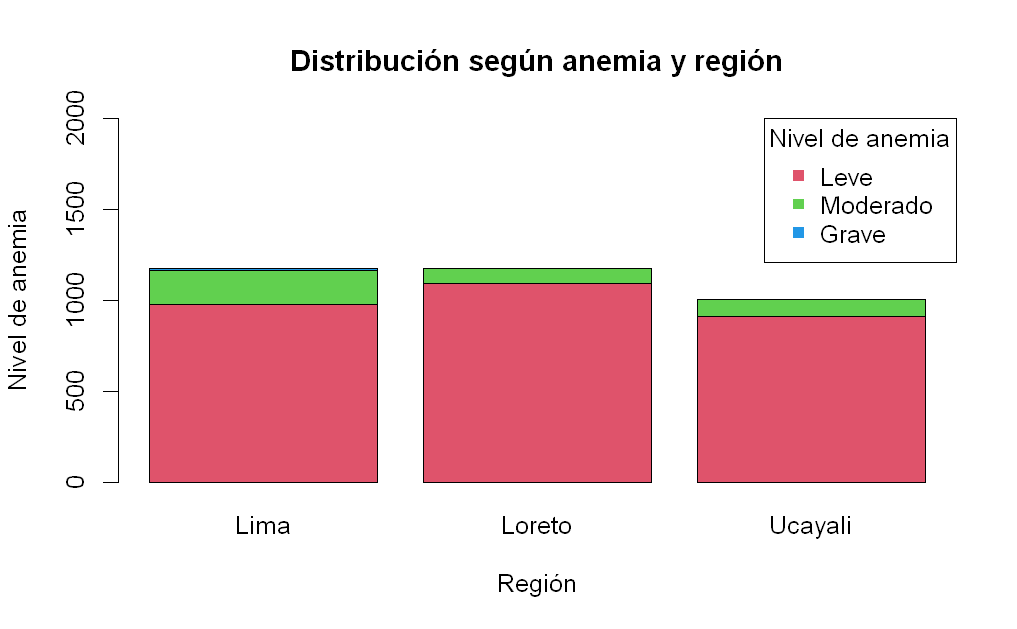 Distribución según anemia y región
Nivel de anemia
2000
1500
1000
500
0
Nivel de anemia
Leve
Moderado
Grave
Lima
Loreto
Ucayali
Región